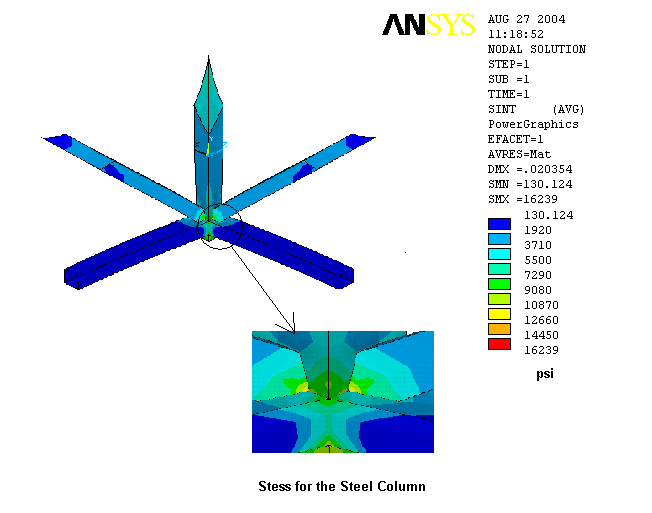 ANSYS
AUG 27 2004
11:18:52
NODAL SOLUTION
STEP=1
SUB =1
TIME=1
SINT (AVG)
PowerGraphics
EFACET=1
AVRES=Mat
DMX =.020354
SMN =130.124
SMX =16239
130.124
1920
3710
5500
7290
9080
10870
12660
14450
16239
psi
Stess for the Steel Column